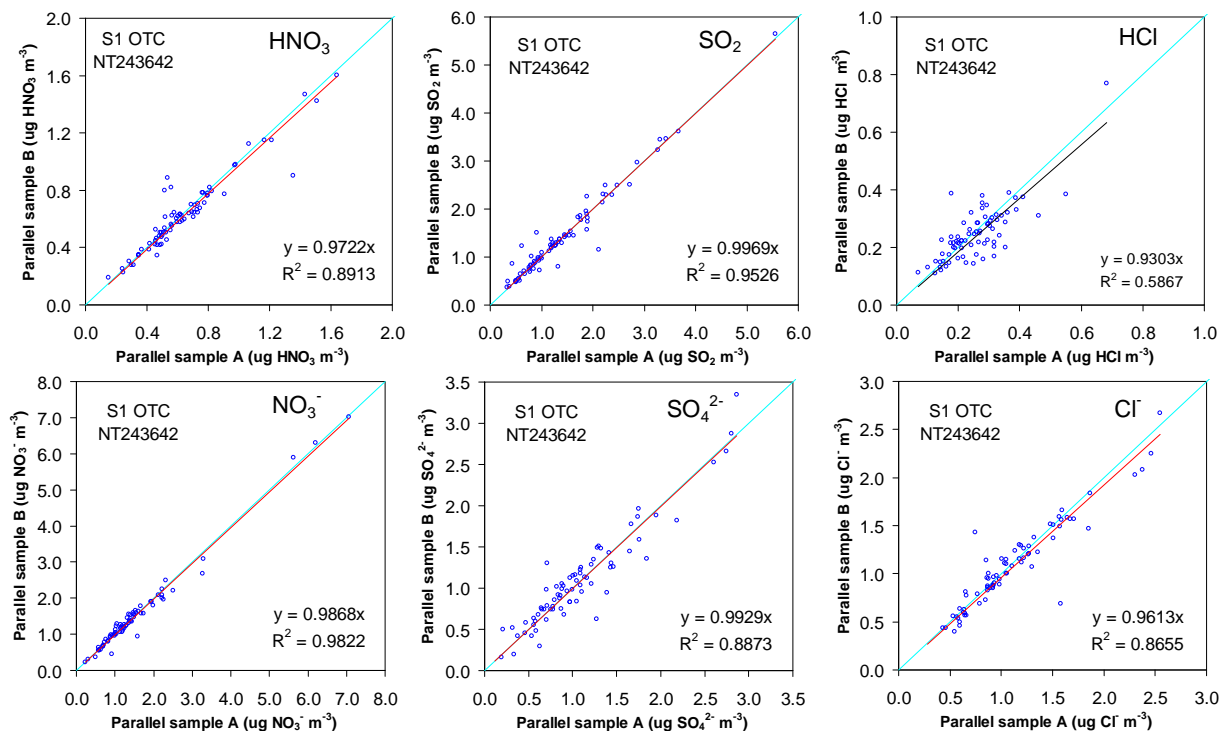 S1 OTC
NT243642
HNO₃
y = 0.9722x
R² = 0.8913
Parallel sample B (ug HNO₃ m⁻³)
2.0
1.6
1.2
0.8
0.4
0.0
0.0 0.4 0.8 1.2 1.6 2.0
Parallel sample A (ug HNO₃ m⁻³)
S1 OTC
NT243642
SO₂
y = 0.9969x
R² = 0.9526
Parallel sample B (ug SO₂ m⁻³)
6.0
5.0
4.0
3.0
2.0
1.0
0.0
0.0 1.0 2.0 3.0 4.0 5.0 6.0
Parallel sample A (ug SO₂ m⁻³)
S1 OTC
NT243642
HCl
y = 0.9303x
R² = 0.5867
Parallel sample B (ug HCl m⁻³)
1.0
0.8
0.6
0.4
0.2
0.0
0.0 0.2 0.4 0.6 0.8 1.0
Parallel sample A (ug HCl m⁻³)
S1 OTC
NT243642
NO₃⁻
y = 0.9868x
R² = 0.9822
Parallel sample B (ug NO₃⁻ m⁻³)
8.0
7.0
6.0
5.0
4.0
3.0
2.0
1.0
0.0
0.0 1.0 2.0 3.0 4.0 5.0 6.0 7.0 8.0
Parallel sample A (ug NO₃⁻ m⁻³)
S1 OTC
NT243642
SO₄²⁻
y = 0.9929x
R² = 0.8873
Parallel sample B (ug SO₄²⁻ m⁻³)
3.5
3.0
2.5
2.0
1.5
1.0
0.5
0.0
0.0 0.5 1.0 1.5 2.0 2.5 3.0 3.5
Parallel sample A (ug SO₄²⁻ m⁻³)
S1 OTC
NT243642
Cl⁻
y = 0.9613x
R² = 0.8655
Parallel sample B (ug Cl⁻ m⁻³)
3.0
2.5
2.0
1.5
1.0
0.5
0.0
0.0 0.5 1.0 1.5 2.0 2.5 3.0
Parallel sample A (ug Cl⁻ m⁻³)